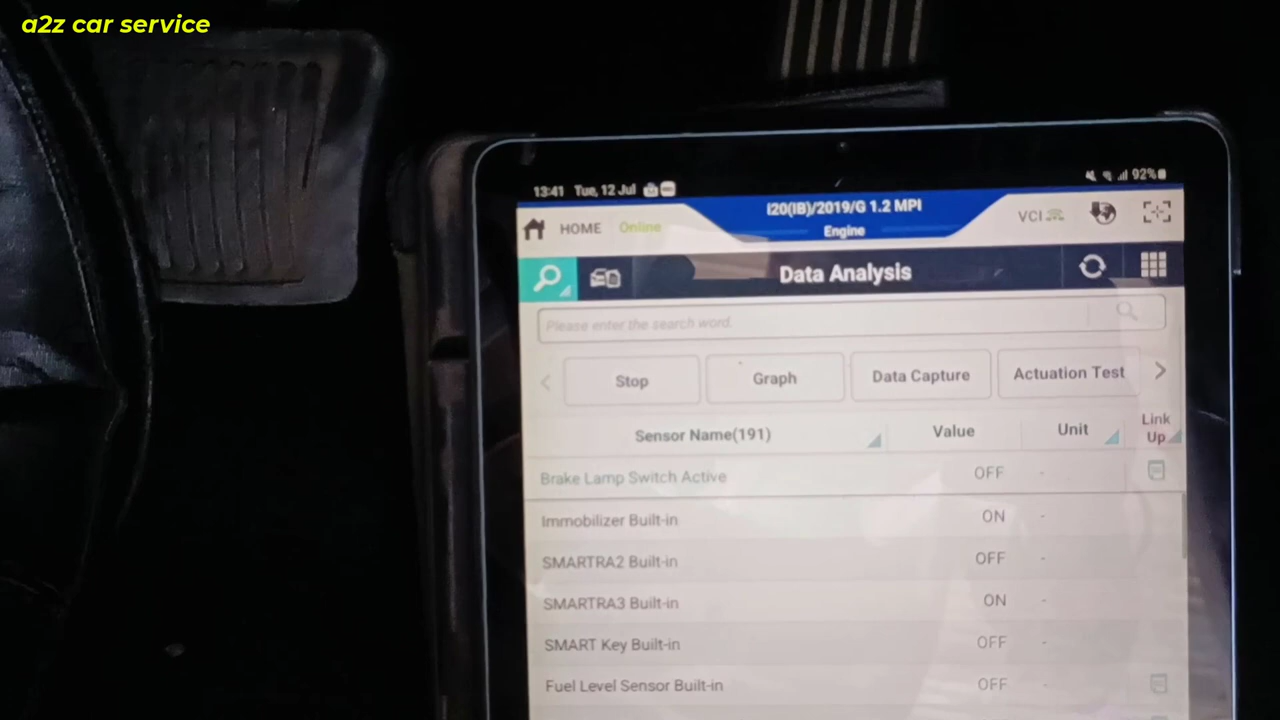 a2z car service
13:41 Tue, 12 Jul
92%
I20(IB)/2019/G 1.2 MPI
HOME Online
VCI
Engine
Data Analysis
Please enter the search word.
Stop Graph Data Capture Actuation Test
Sensor Name(191) Value Unit Link Up
Brake Lamp Switch Active OFF -
Immobilizer Built-in ON -
SMARTRA2 Built-in OFF -
SMARTRA3 Built-in ON -
SMART Key Built-in OFF -
Fuel Level Sensor Built-in OFF -